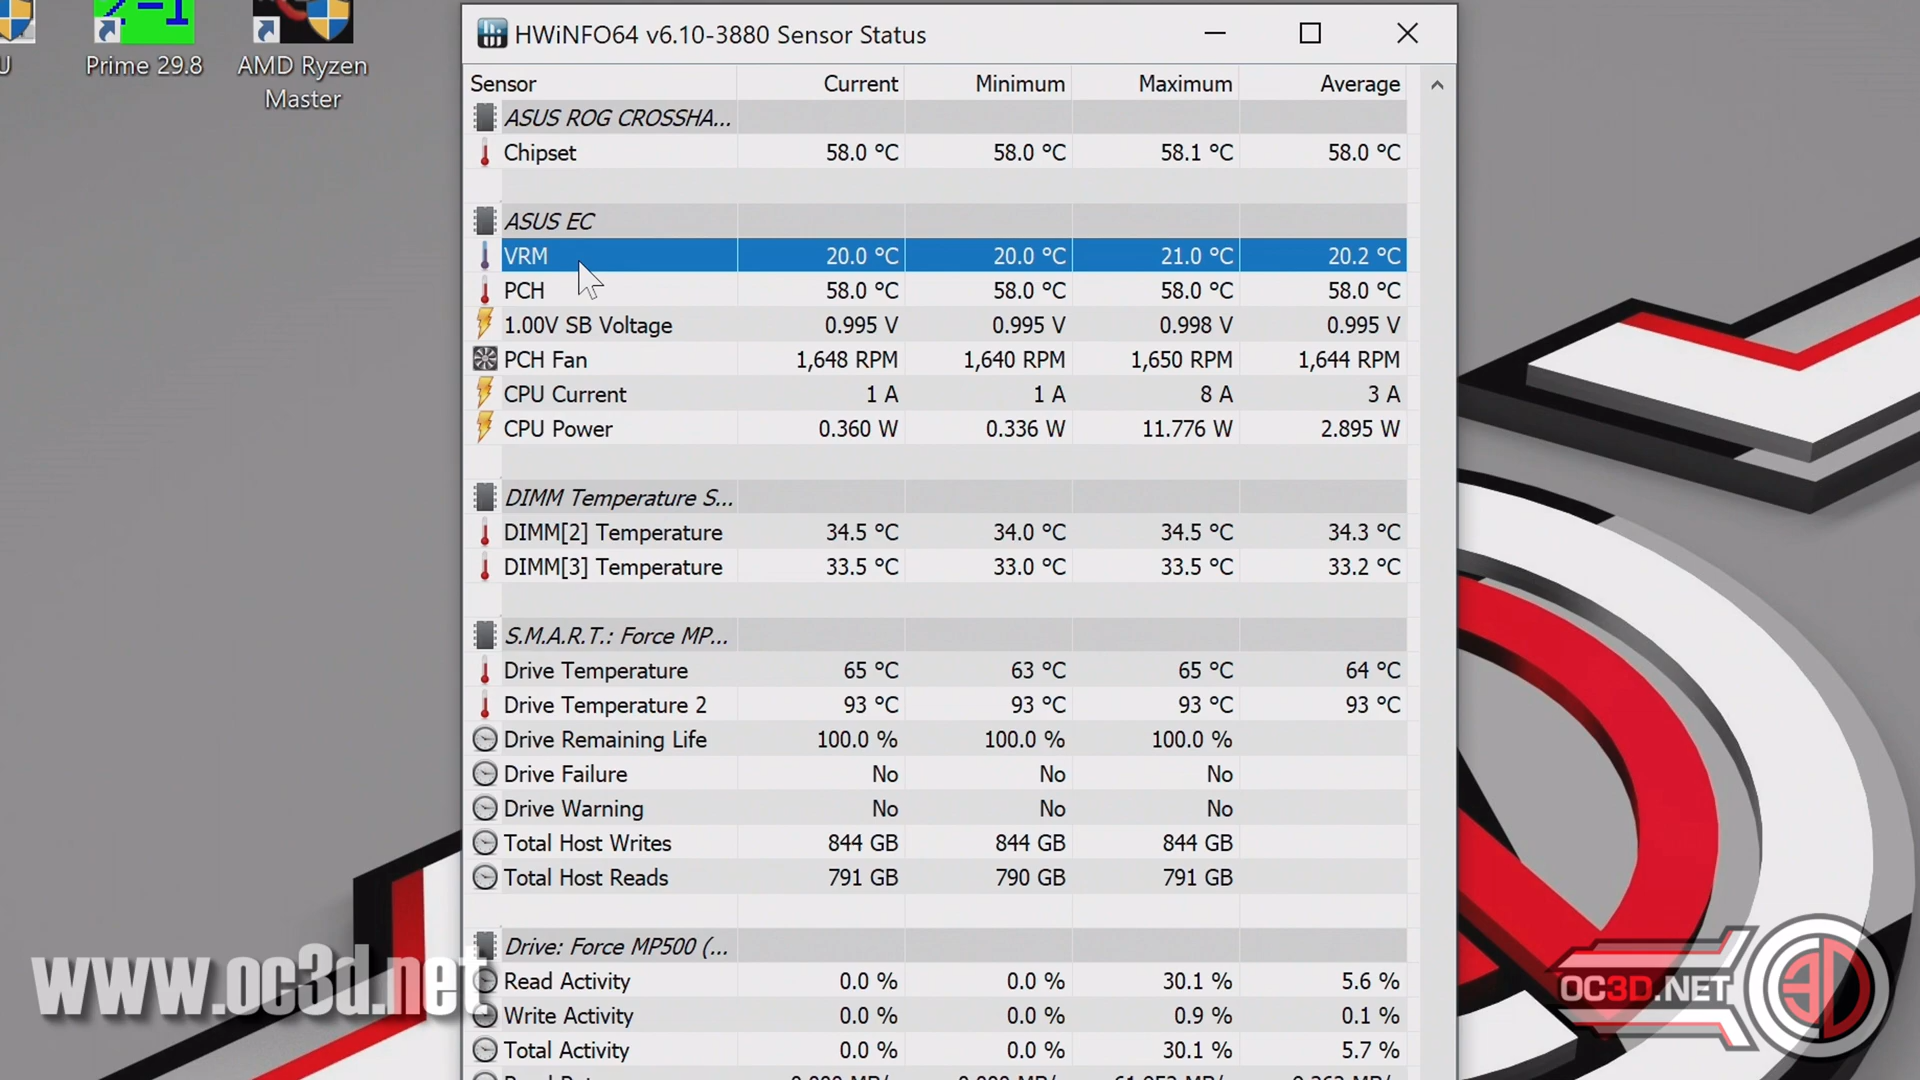 U
Prime 29.8
AMD Ryzen
Master
HWiNFO64 v6.10-3880 Sensor Status
Sensor Current Minimum Maximum Average
ASUS ROG CROSSHA...
Chipset 58.0 °C 58.0 °C 58.1 °C 58.0 °C
ASUS EC
VRM 20.0 °C 20.0 °C 21.0 °C 20.2 °C
PCH 58.0 °C 58.0 °C 58.0 °C 58.0 °C
1.00V SB Voltage 0.995 V 0.995 V 0.998 V 0.995 V
PCH Fan 1,648 RPM 1,640 RPM 1,650 RPM 1,644 RPM
CPU Current 1 A 1 A 8 A 3 A
CPU Power 0.360 W 0.336 W 11.776 W 2.895 W
DIMM Temperature S...
DIMM[2] Temperature 34.5 °C 34.0 °C 34.5 °C 34.3 °C
DIMM[3] Temperature 33.5 °C 33.0 °C 33.5 °C 33.2 °C
S.M.A.R.T.: Force MP...
Drive Temperature 65 °C 63 °C 65 °C 64 °C
Drive Temperature 2 93 °C 93 °C 93 °C 93 °C
Drive Remaining Life 100.0 % 100.0 % 100.0 %
Drive Failure No No No
Drive Warning No No No
Total Host Writes 844 GB 844 GB 844 GB
Total Host Reads 791 GB 790 GB 791 GB
Drive: Force MP500 (...
Read Activity 0.0 % 0.0 % 30.1 % 5.6 %
Write Activity 0.0 % 0.0 % 0.9 % 0.1 %
Total Activity 0.0 % 0.0 % 30.1 % 5.7 %
www.oc3d.net
OC3D.NET
3D